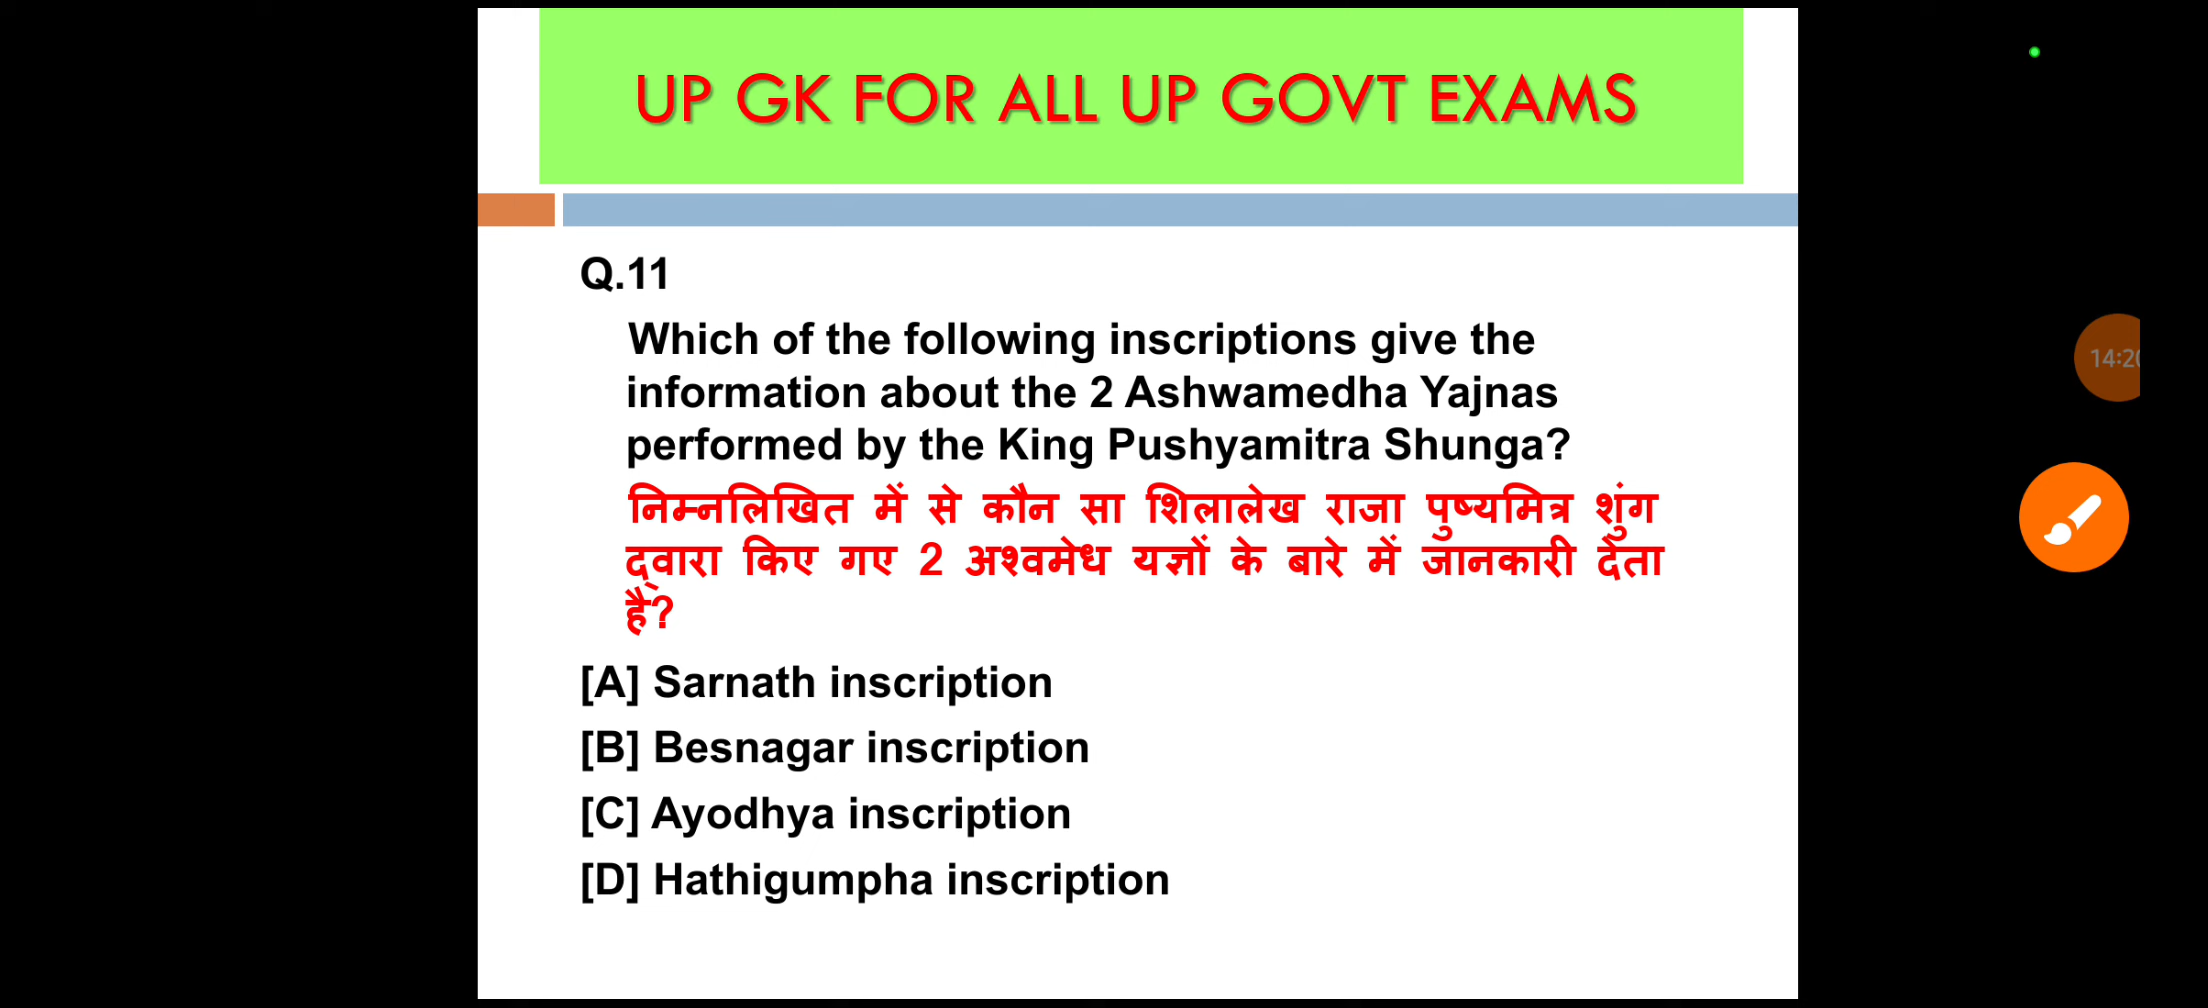 UP GK FOR ALL UP GOVT EXAMS
Q.11
Which of the following inscriptions give the
information about the 2 Ashwamedha Yajnas
performed by the King Pushyamitra Shunga?
निम्नलिखित में से कौन सा शिलालेख राजा पुष्यमित्र शुंग
द्वारा किए गए 2 अश्वमेध यज्ञों के बारे में जानकारी देता
है?
[A] Sarnath inscription
[B] Besnagar inscription
[C] Ayodhya inscription
[D] Hathigumpha inscription